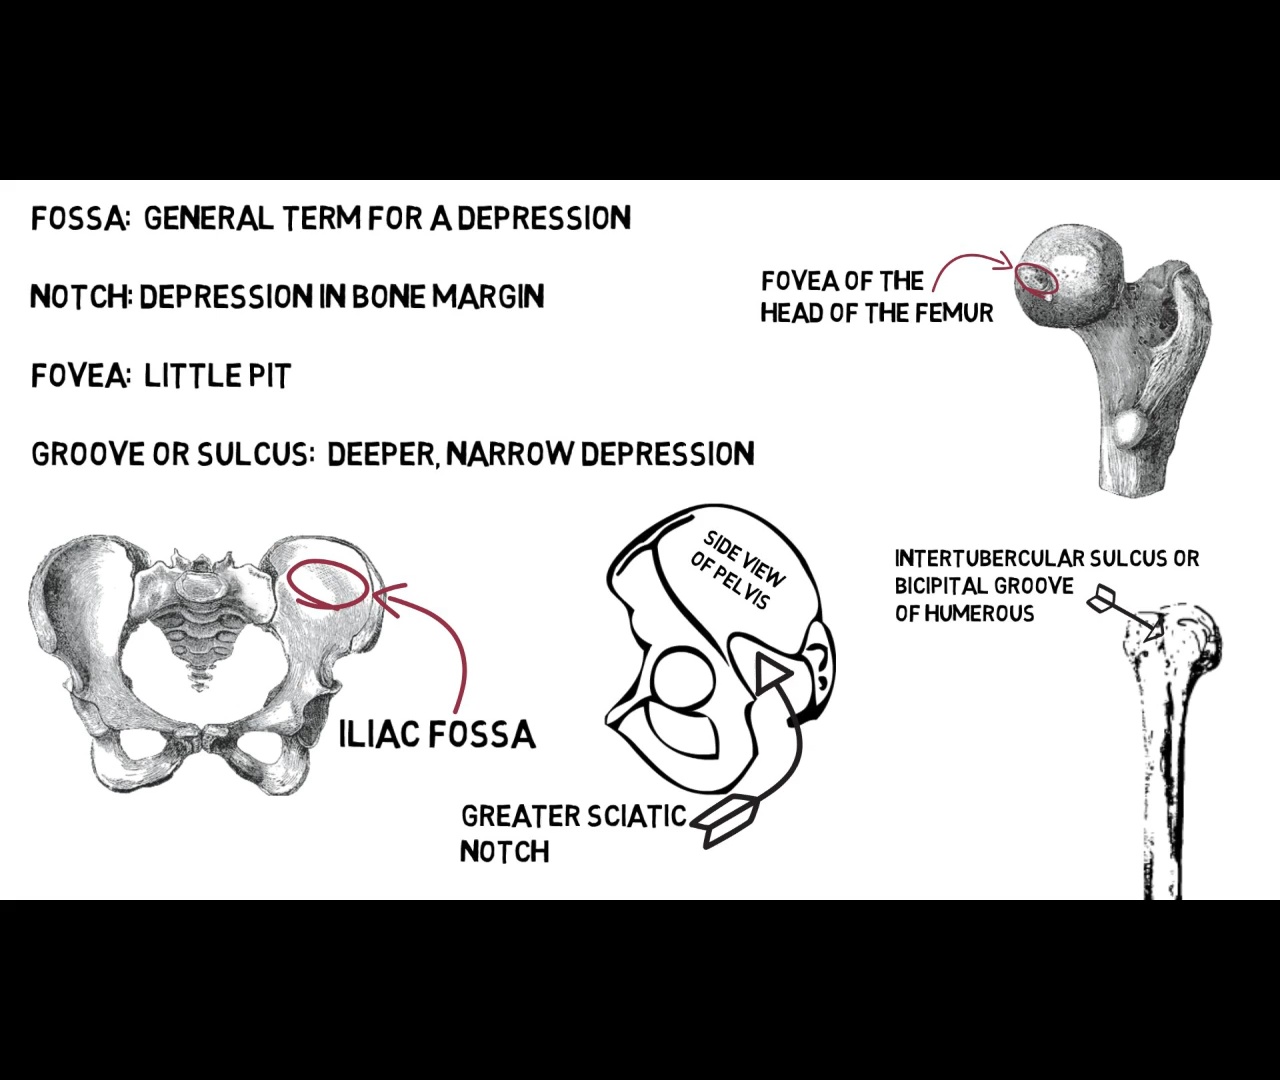 FOSSA: GENERAL TERM FOR A DEPRESSION
NOTCH: DEPRESSION IN BONE MARGIN
FOVEA: LITTLE PIT
GROOVE OR SULCUS: DEEPER, NARROW DEPRESSION
FOVEA OF THE
HEAD OF THE FEMUR
ILIAC FOSSA
SIDE VIEW
OF PELVIS
GREATER SCIATIC
NOTCH
INTERTUBERCULAR SULCUS OR
BICIPITAL GROOVE
OF HUMEROUS